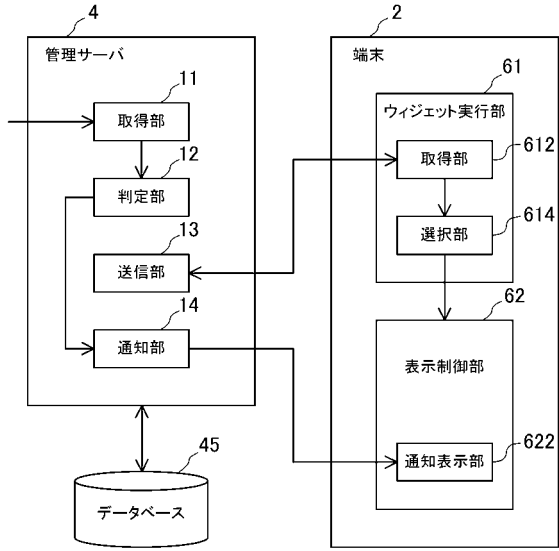 4
管理サーバ
11
取得部
12
判定部
13
送信部
14
通知部
45
データベース
2
端末
61
ウィジェット実行部
取得部
612
選択部
614
62
表示制御部
通知表示部
622